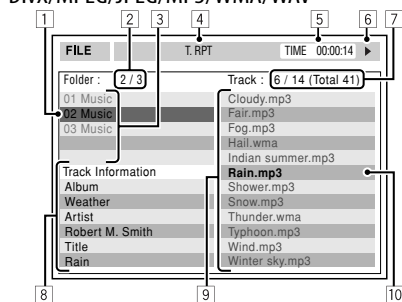 DivX/MPEG/JPEG/MP3/WMA/WAV
1 2 3 4 5 6 7
FILE T. RPT TIME 00:00:14
Folder : 2 / 3 Track : 6 / 14 (Total 41)
01 Music Cloudy.mp3
02 Music Fair.mp3
03 Music Fog.mp3
Hail.wma
Indian summer.mp3
Track Information Rain.mp3
Album Shower.mp3
Weather Snow.mp3
Artist Thunder.wma
Robert M. Smith Typhoon.mp3
Title Wind.mp3
Rain Winter sky.mp3
8 9 10